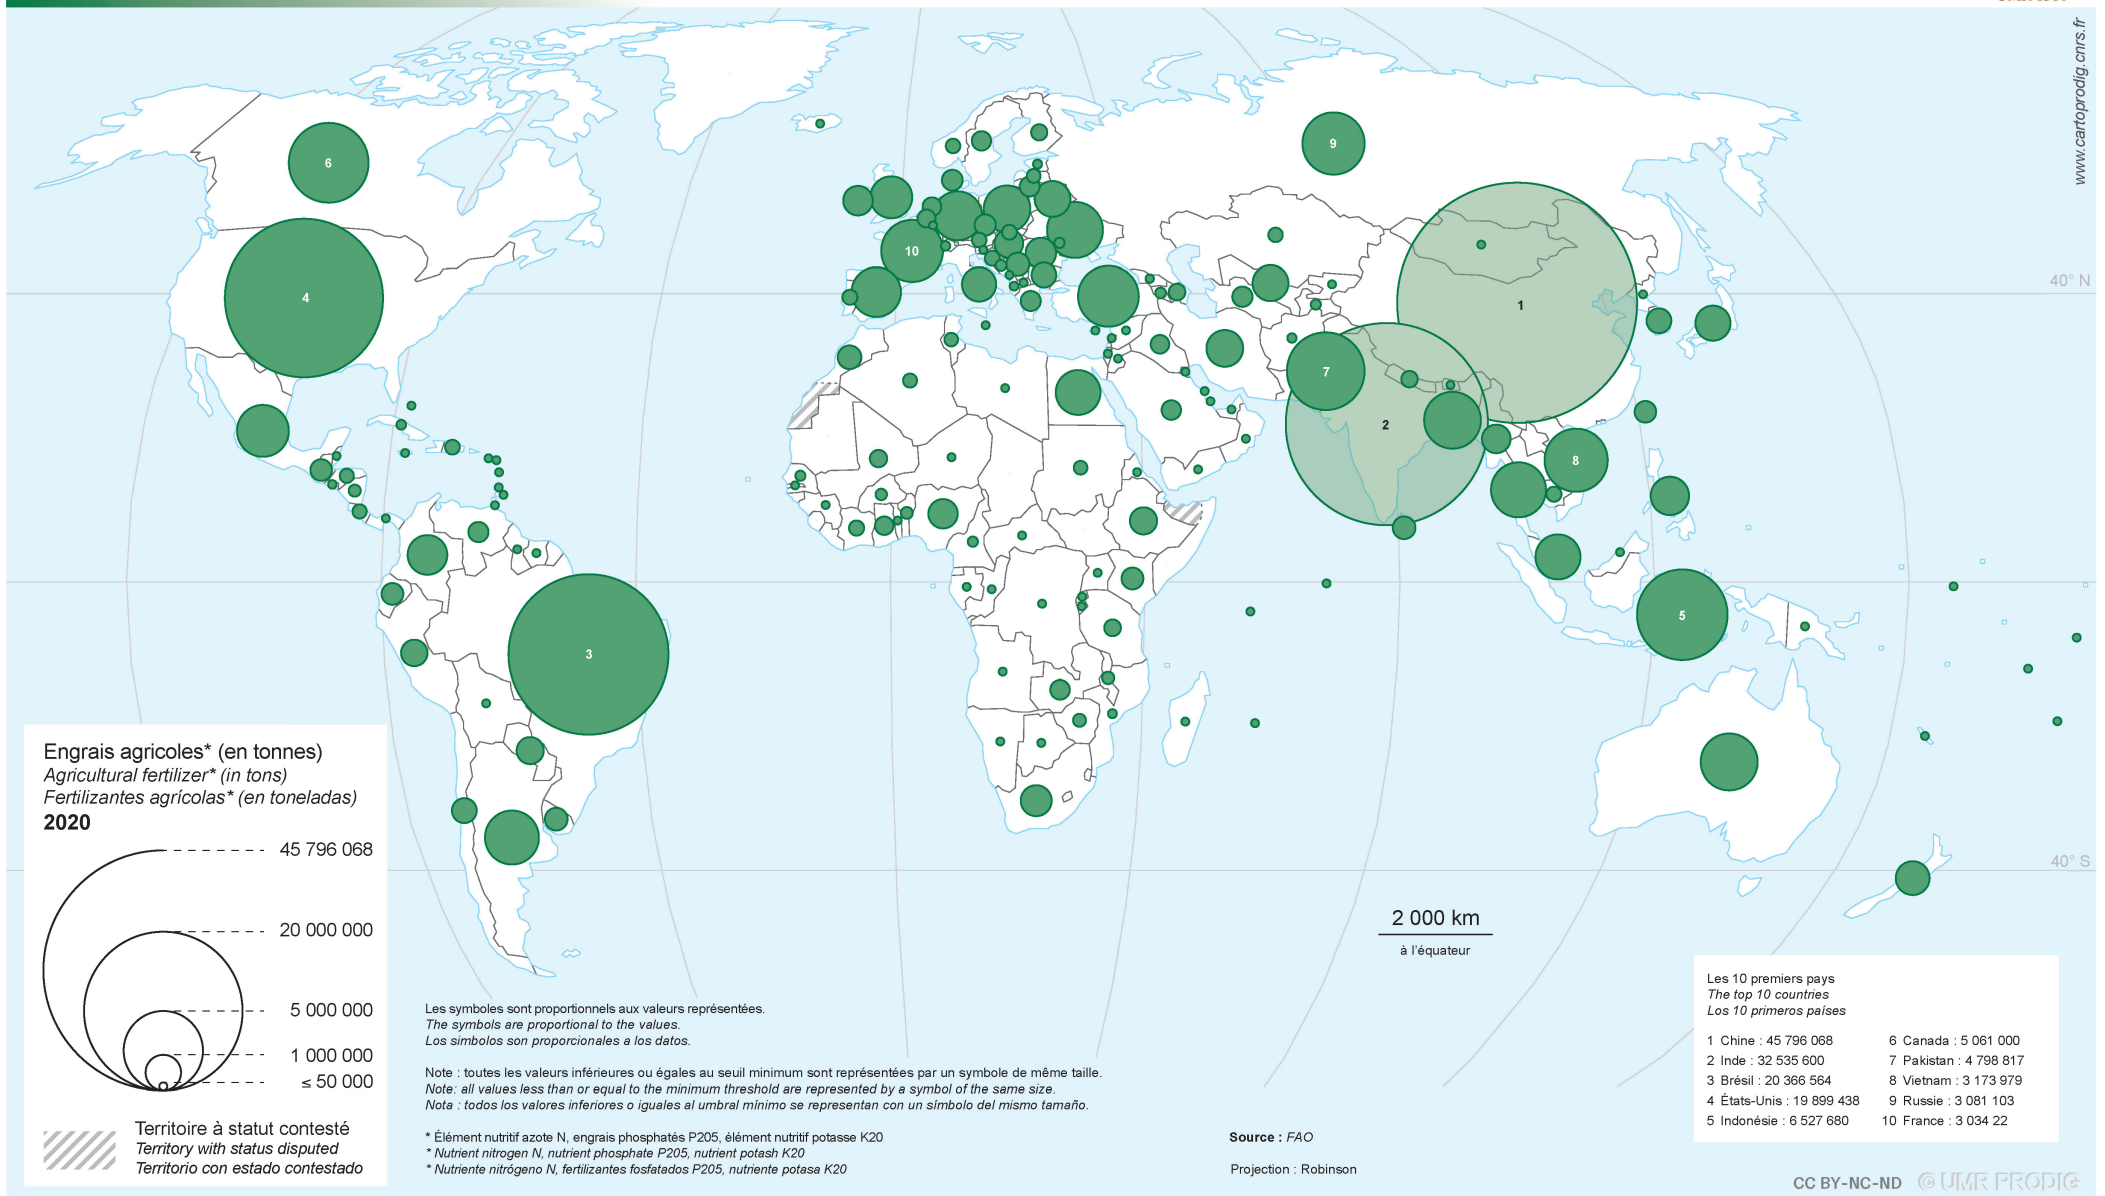 www.cartoprodig.cnrs.fr
6
9
10
4
1
40° N
7
2
8
5
3
Engrais agricoles* (en tonnes)
Agricultural fertilizer* (in tons)
Fertilizantes agrícolas* (en toneladas)
2020
45 796 068
20 000 000
5 000 000
1 000 000
≤ 50 000
Territoire à statut contesté
Territory with status disputed
Territorio con estado contestado
40° S
2 000 km
à l'équateur
Les symboles sont proportionnels aux valeurs représentées.
The symbols are proportional to the values.
Los simbolos son proporcionales a los datos.
Note : toutes les valeurs inférieures ou égales au seuil minimum sont représentées par un symbole de même taille.
Note: all values less than or equal to the minimum threshold are represented by a symbol of the same size.
Nota : todos los valores inferiores o iguales al umbral mínimo se representan con un símbolo del mismo tamaño.
* Élément nutritif azote N, engrais phosphatés P205, élément nutritif potasse K20
* Nutrient nitrogen N, nutrient phosphate P205, nutrient potash K20
* Nutriente nitrógeno N, fertilizantes fosfatados P205, nutriente potasa K20
Source : FAO
Projection : Robinson
Les 10 premiers pays
The top 10 countries
Los 10 primeros países
1 Chine : 45 796 068
2 Inde : 32 535 600
3 Brésil : 20 366 564
4 États-Unis : 19 899 438
5 Indonésie : 6 527 680
6 Canada : 5 061 000
7 Pakistan : 4 798 817
8 Vietnam : 3 173 979
9 Russie : 3 081 103
10 France : 3 034 22
CC BY-NC-ND
© UMR PRODIG